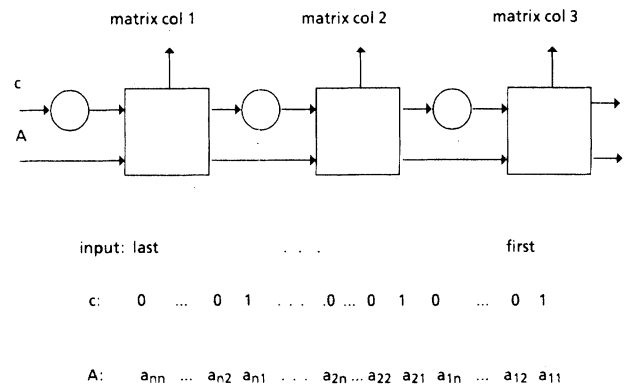 matrix col 1 matrix col 2 matrix col 3
c
A
input: last . . . first
c: 0 ... 0 1 . . . .0 ... 0 1 0 ... 0 1
A: aₙₙ ... aₙ₂ aₙ₁ . . . a₂ₙ ... a₂₂ a₂₁ a₁ₙ ... a₁₂ a₁₁